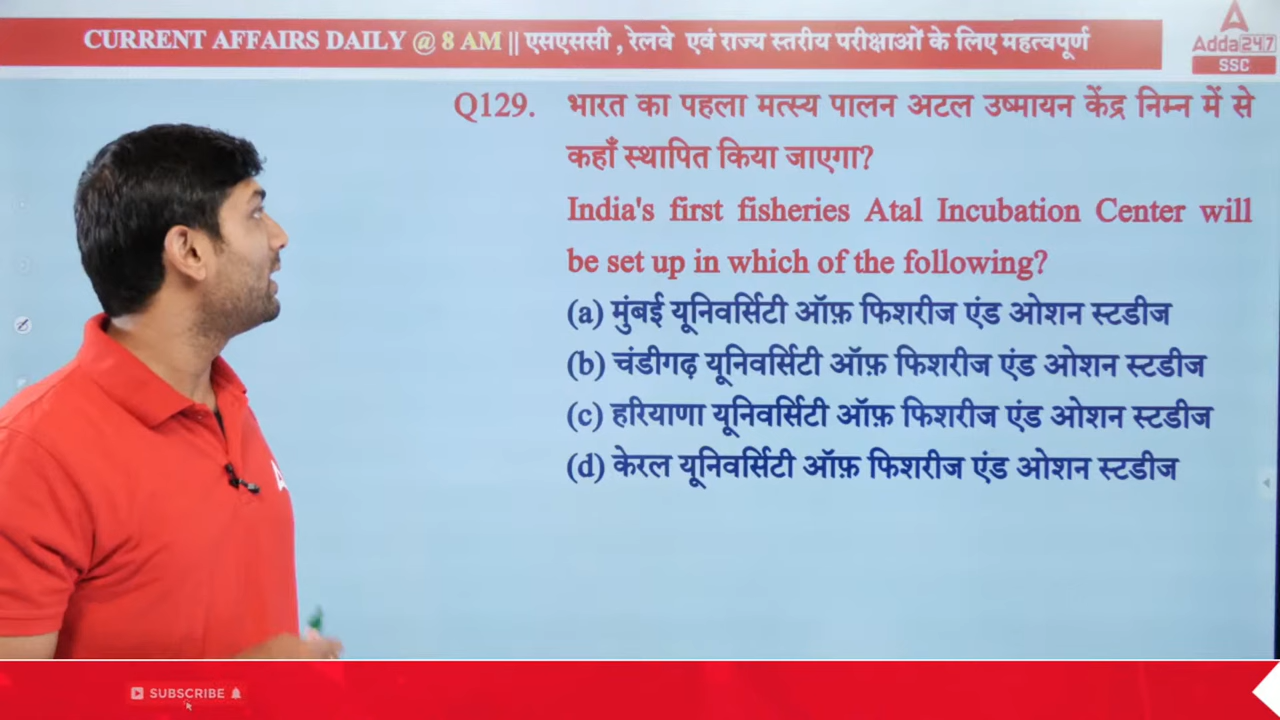 CURRENT AFFAIRS DAILY @ 8 AM || एसएससी , रेलवे एवं राज्य स्तरीय परीक्षाओं के लिए महत्वपूर्ण
Adda 24 7
SSC
Q129. भारत का पहला मत्स्य पालन अटल उष्मायन केंद्र निम्न में से
कहाँ स्थापित किया जाएगा?
India's first fisheries Atal Incubation Center will
be set up in which of the following?
(a) मुंबई यूनिवर्सिटी ऑफ़ फिशरीज एंड ओशन स्टडीज
(b) चंडीगढ़ यूनिवर्सिटी ऑफ़ फिशरीज एंड ओशन स्टडीज
(c) हरियाणा यूनिवर्सिटी ऑफ़ फिशरीज एंड ओशन स्टडीज
(d) केरल यूनिवर्सिटी ऑफ़ फिशरीज एंड ओशन स्टडीज
SUBSCRIBE